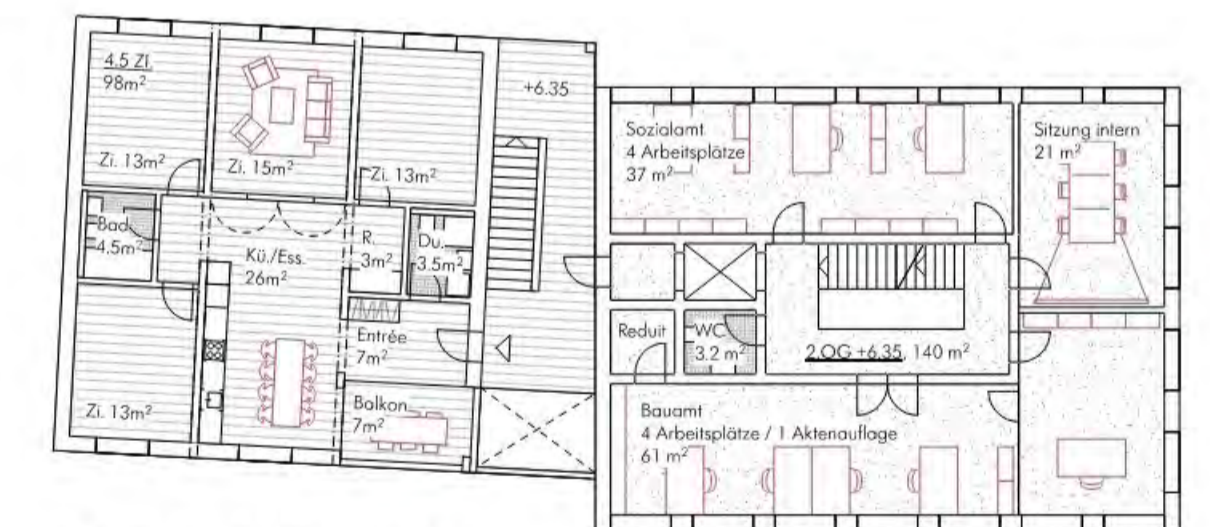 4.5 Zi.
98m²
Zi. 13m²
Zi. 15m²
Zi. 13m²
+6.35
Bad
4.5m²
Kü./Ess.
26m²
R.
3m²
Du.
3.5m²
Entrée
7m²
Zi. 13m²
Balkon
7m²
Sozialamt
4 Arbeitsplätze
37 m²
Sitzung intern
21 m²
Reduit
WC
3.2 m²
2.OG +6.35, 140 m²
Bauamt
4 Arbeitsplätze / 1 Aktenauflage
61 m²